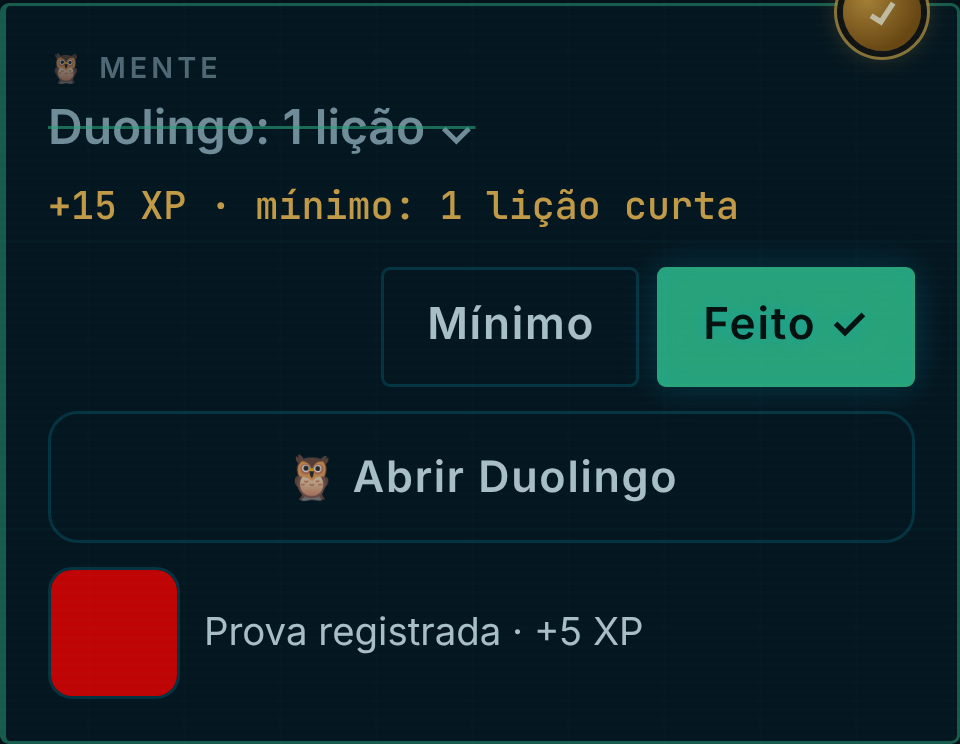 MENTE
Duolingo: 1 lição
+15 XP · mínimo: 1 lição curta
Mínimo
Feito ✓
Abrir Duolingo
Prova registrada · +5 XP